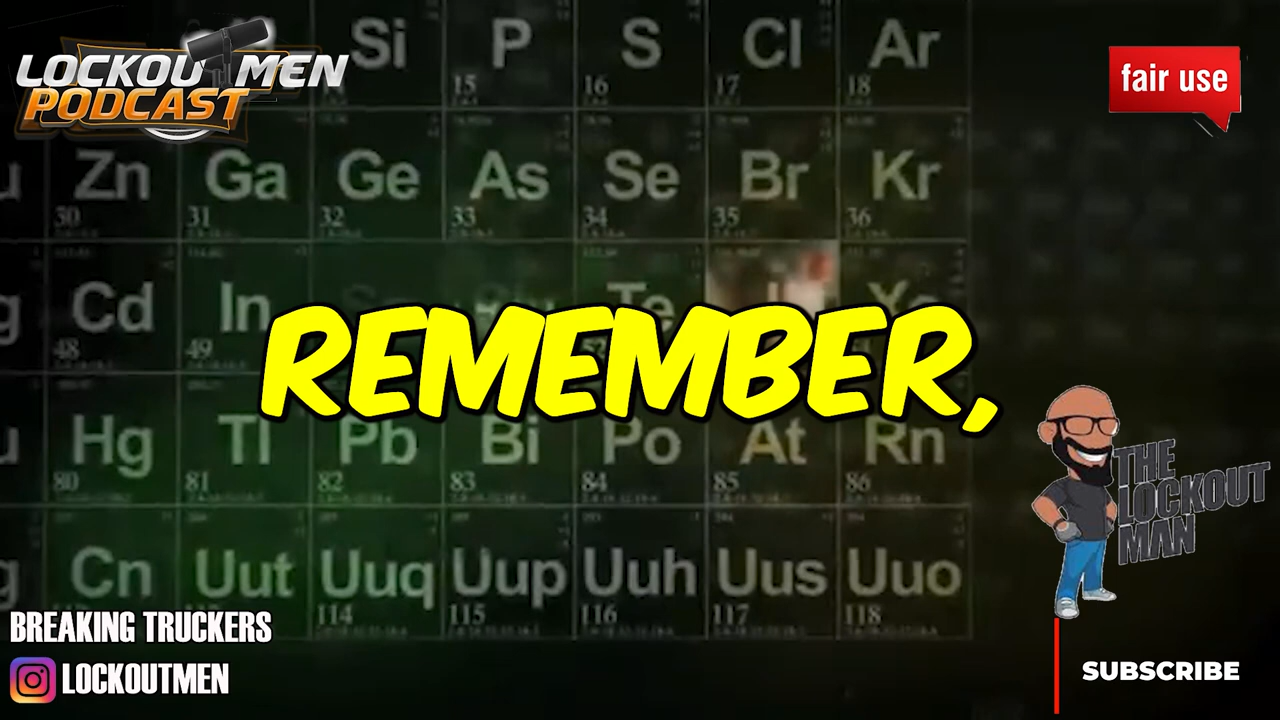 LOCKOUTMEN
PODCAST
fair use
Si P S Cl Ar
15 16 17 18
Zn Ga Ge As Se Br Kr
30 31 32 33 34 35 36
Cd In Te
48 49
REMEMBER,
Hg Tl Pb Bi Po At Rn
80 81 82 83 84 85 86
THE
LOCKOUT
MAN
Cn Uut Uuq Uup Uuh Uus Uuo
114 115 116 117 118
BREAKING TRUCKERS
LOCKOUTMEN
SUBSCRIBE